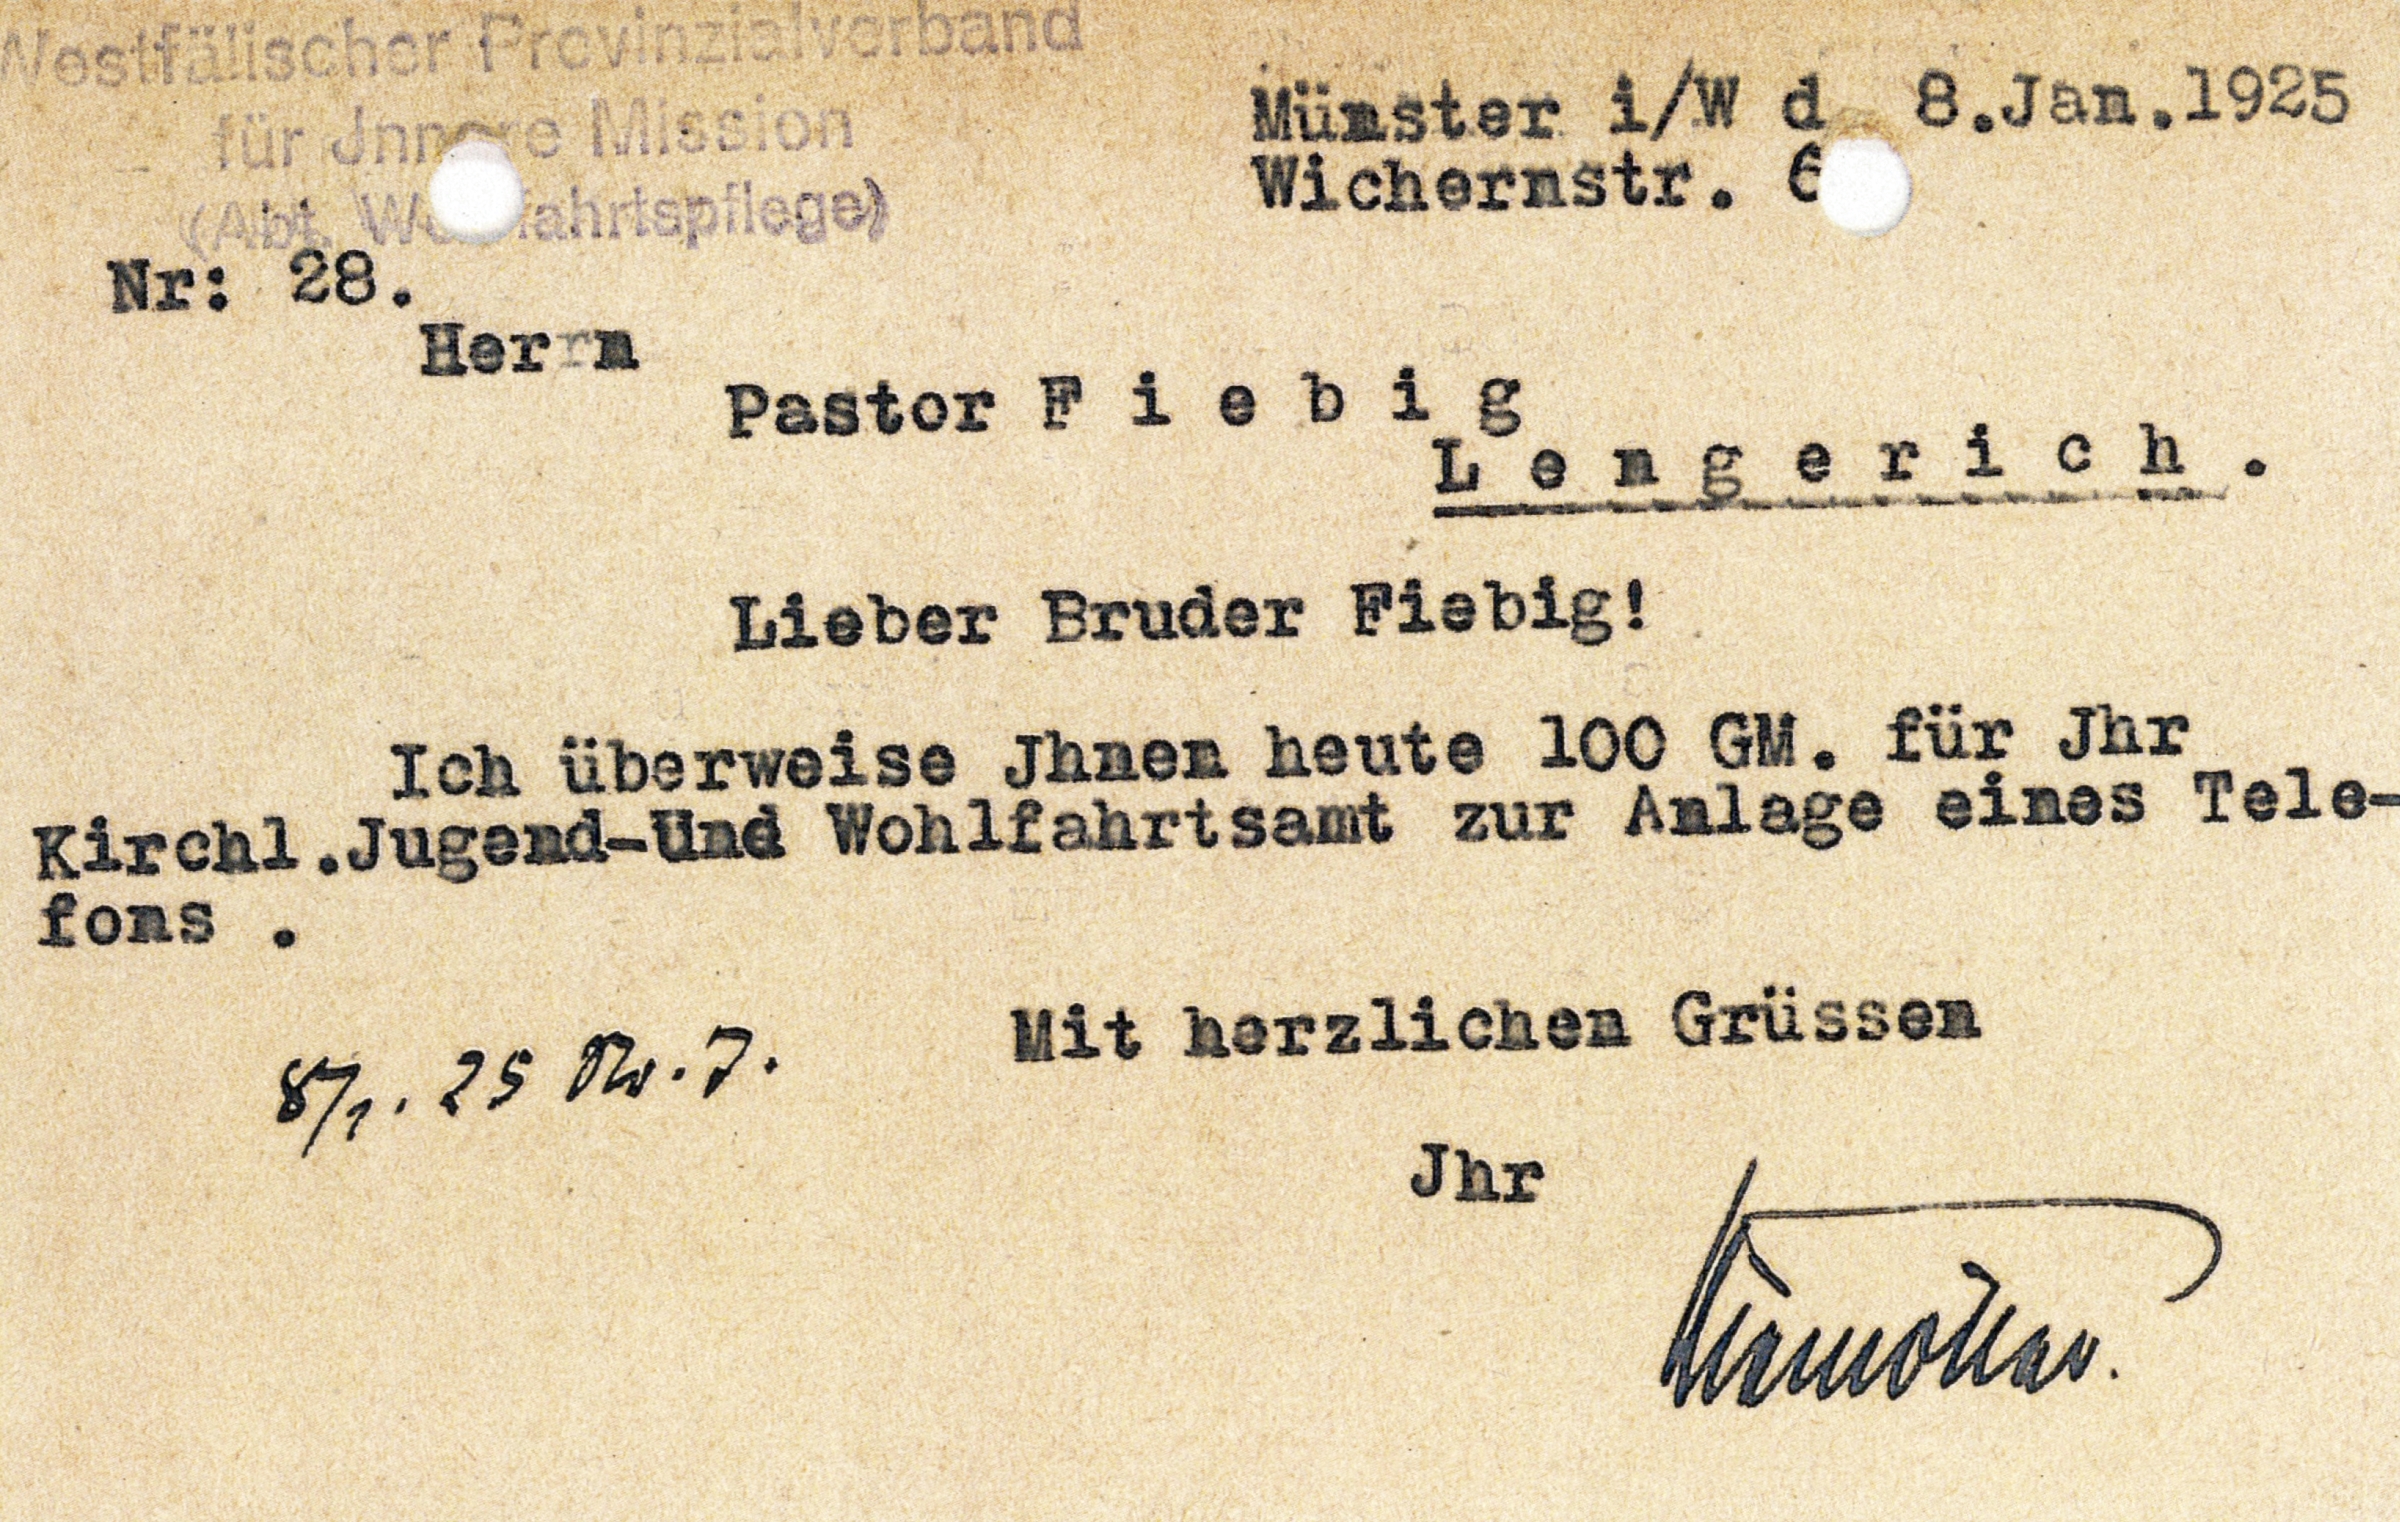 Westfälischer Provinzialverband
für Jnnere Mission
(Abt. Wohlfahrtspflege)
Münster i/W d 8.Jan.1925
Wichernstr. 6
Nr: 28.
Herrn
Pastor F i e b i g
L e n g e r i c h .
Lieber Bruder Fiebig!
Ich überweise Jhnen heute 100 GM. für Jhr
Kirchl.Jugend-Und Wohlfahrtsamt zur Anlage eines Tele-
fons .
Mit herzlichen Grüssen
8/1. 25
Jhr